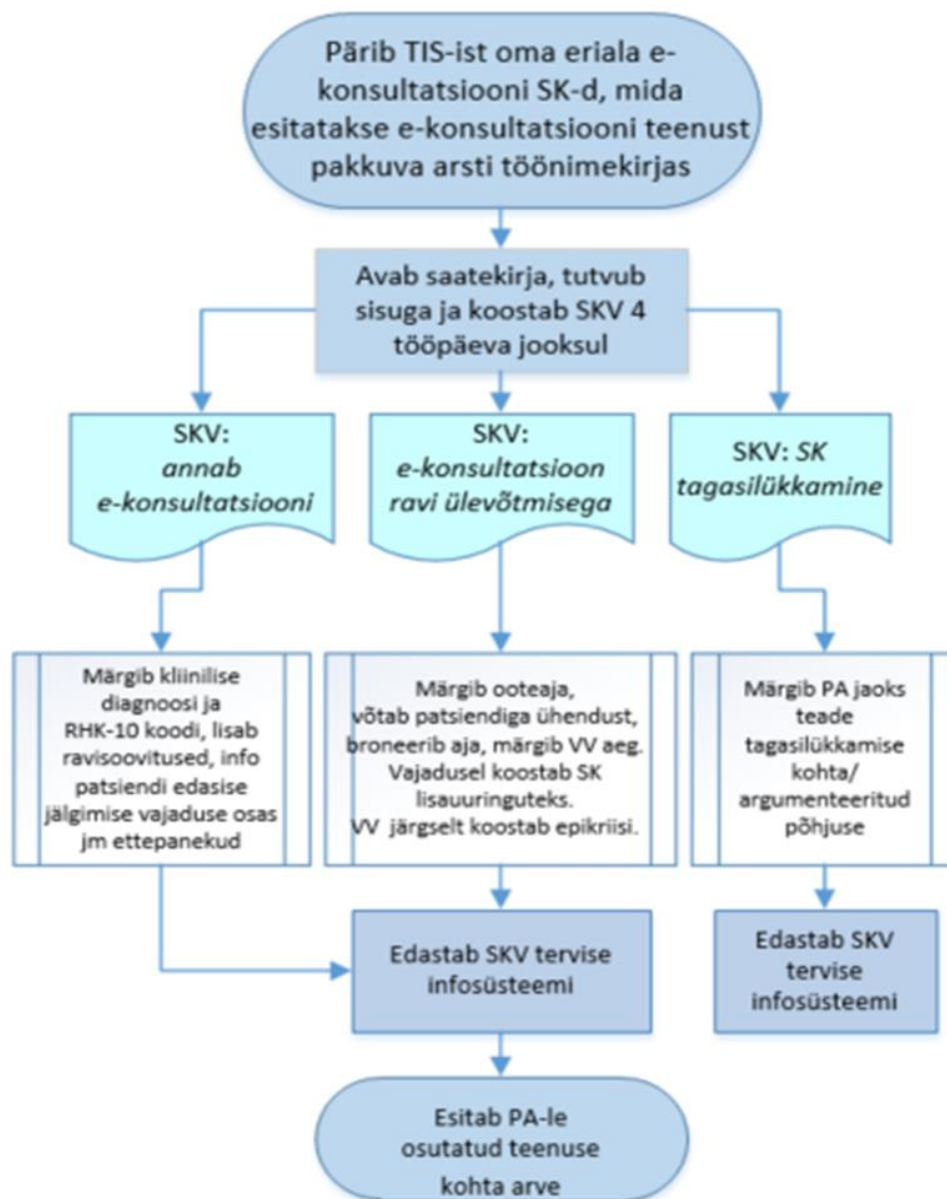 Pärib TIS-ist oma eriala e-
konsultatsiooni SK-d, mida
esitatakse e-konsultatsiooni teenust
pakkuva arsti töönimekirjas
Avab saatekirja, tutvub
sisuga ja koostab SKV 4
tööpäeva jooksul
SKV:
annab
e-konsultatsiooni
SKV:
e-konsultatsioon
ravi ülevõtmisega
SKV: SK
tagasilükkamine
Märgib kliinilise
diagnoosi ja
RHK-10 koodi, lisab
ravisoovitused, info
patsiendi edasise
jälgimise vajaduse osas
jm ettepanekud
Märgib ooteaja,
võtab patsiendiga ühendust,
broneerib aja, märgib VV aeg.
Vajadusel koostab SK
lisauuringuteks.
VV järgselt koostab epikriisi.
Märgib PA jaoks
teade
tagasilükkamise
kohta/
argumenteeritud
põhjuse
Edastab SKV tervise
infosüsteemi
Edastab SKV
tervise
infosüsteemi
Esitab PA-le
osutatud teenuse
kohta arve